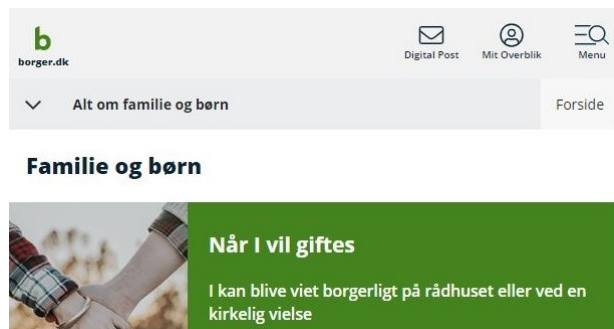 b
borger.dk
Digital Post
Mit Overblik
Menu
Alt om familie og børn
Forside
Familie og børn
Når I vil giftes
I kan blive viet borgerligt på rådhuset eller ved en
kirkelig vielse